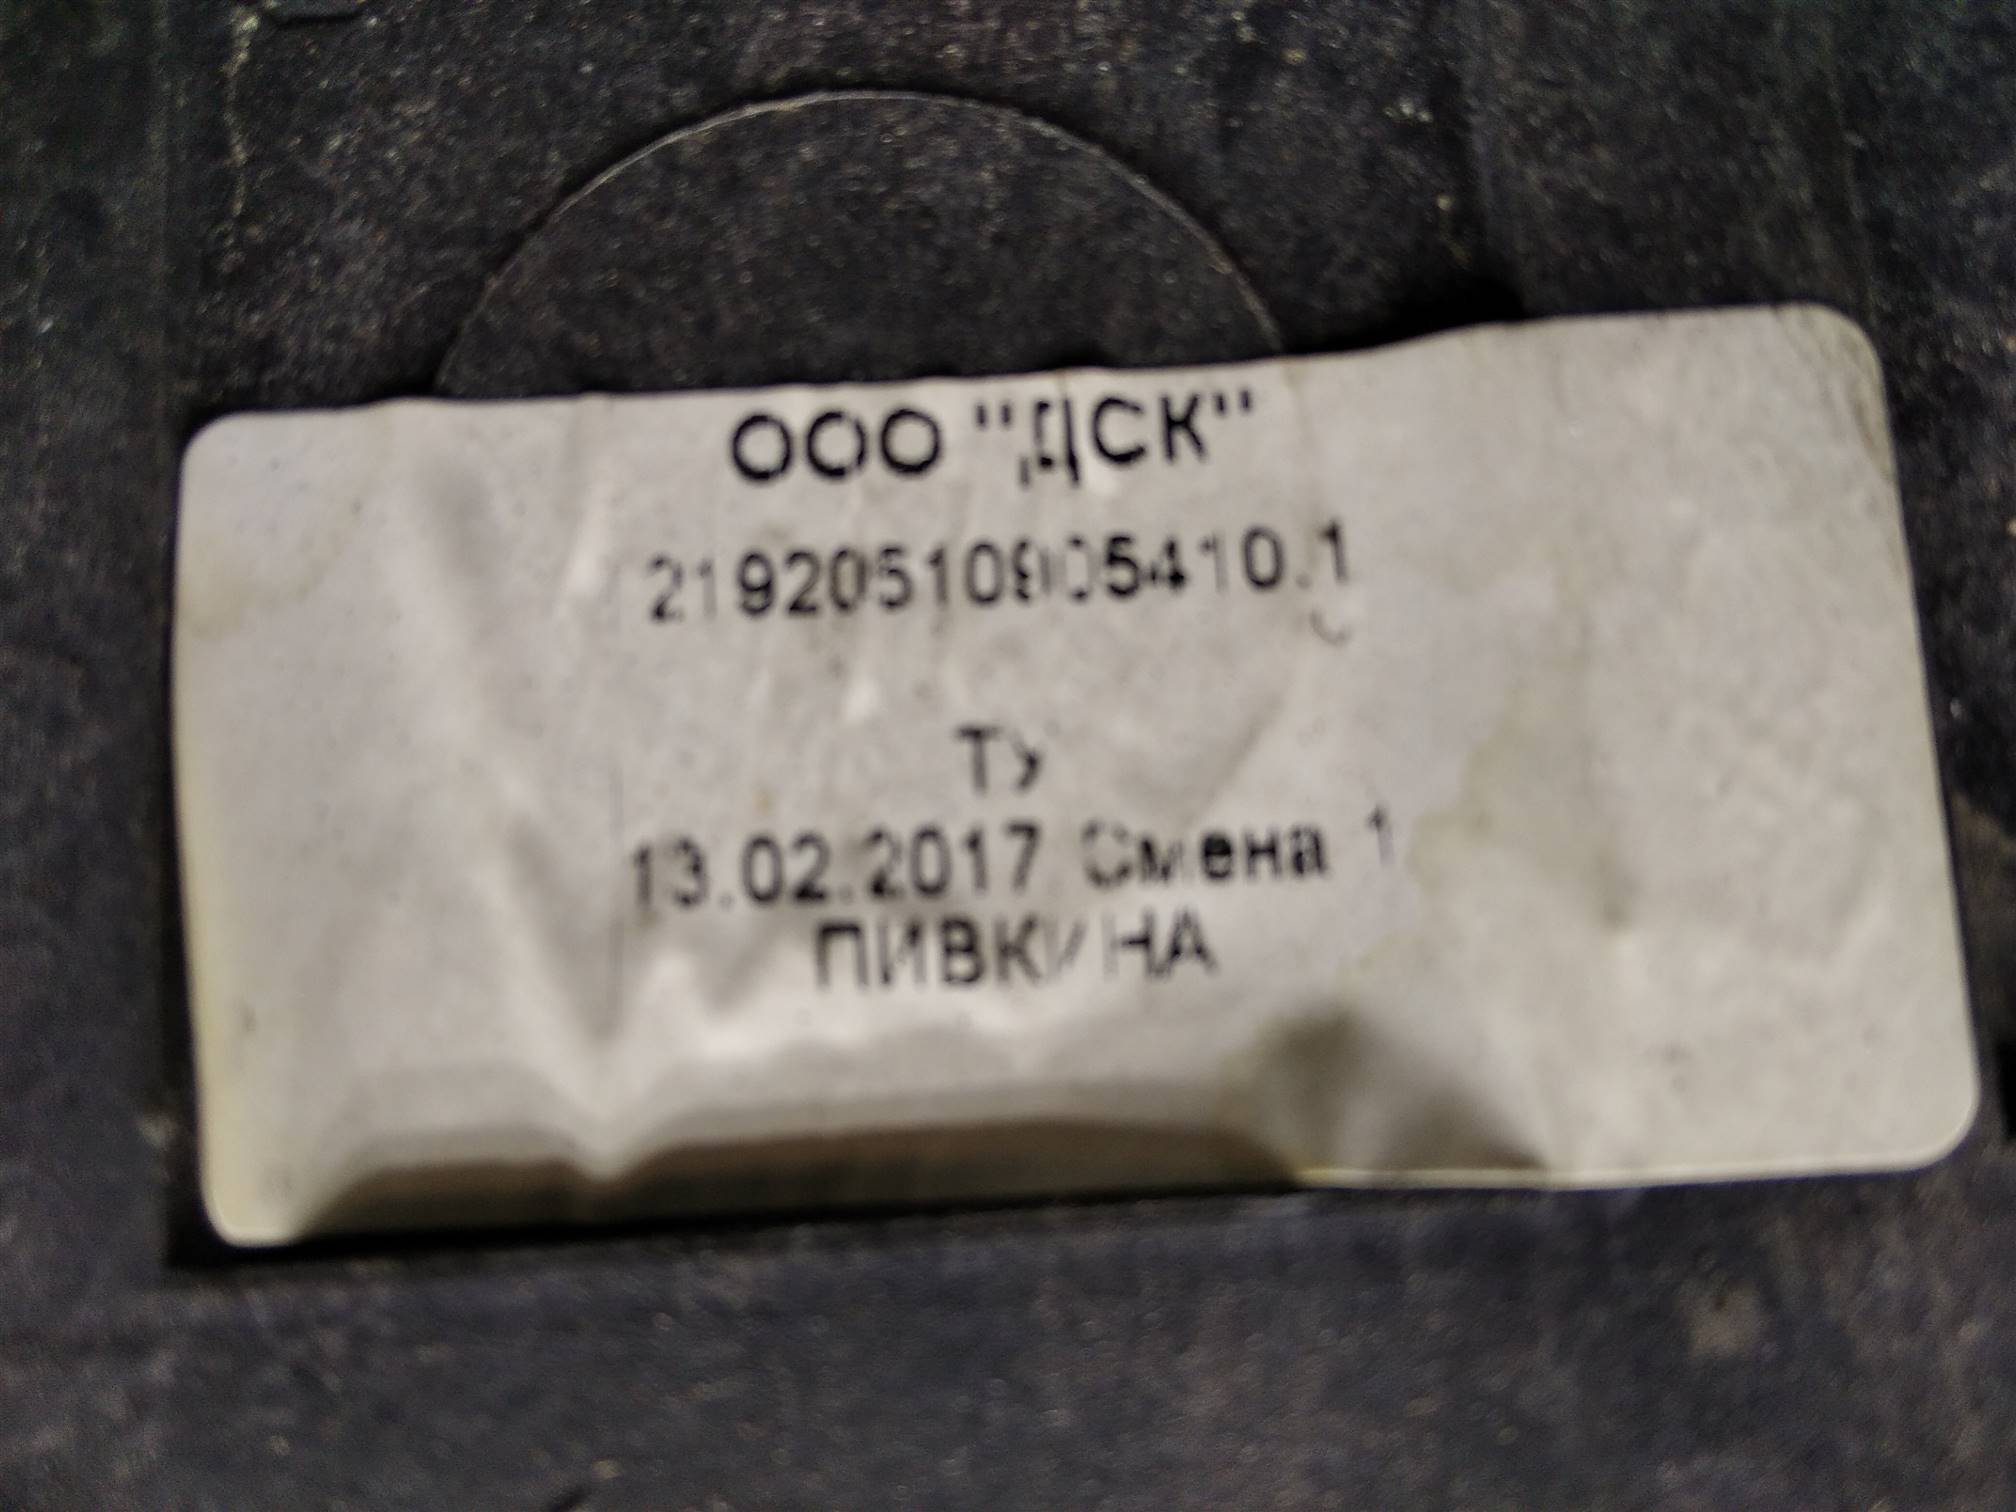 ООО "ДСК"
21920510905410.1
ТУ
13.02.2017 Смена 1
ПИВКИНА